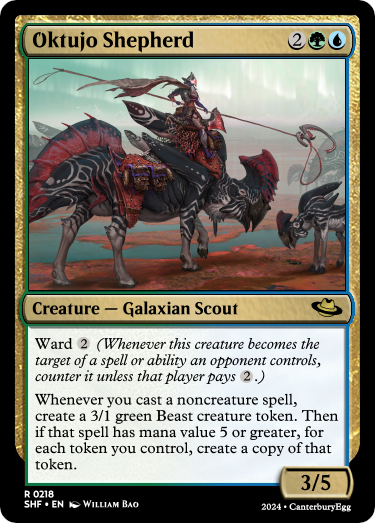 Oktujo Shepherd 2
Creature — Galaxian Scout
Ward 2 (Whenever this creature becomes the
target of a spell or ability an opponent controls,
counter it unless that player pays 2.)
Whenever you cast a noncreature spell,
create a 3/1 green Beast creature token. Then
if that spell has mana value 5 or greater, for
each token you control, create a copy of that
token.
3/5
R 0218
SHF • EN William Bao
2024 • CanterburyEgg